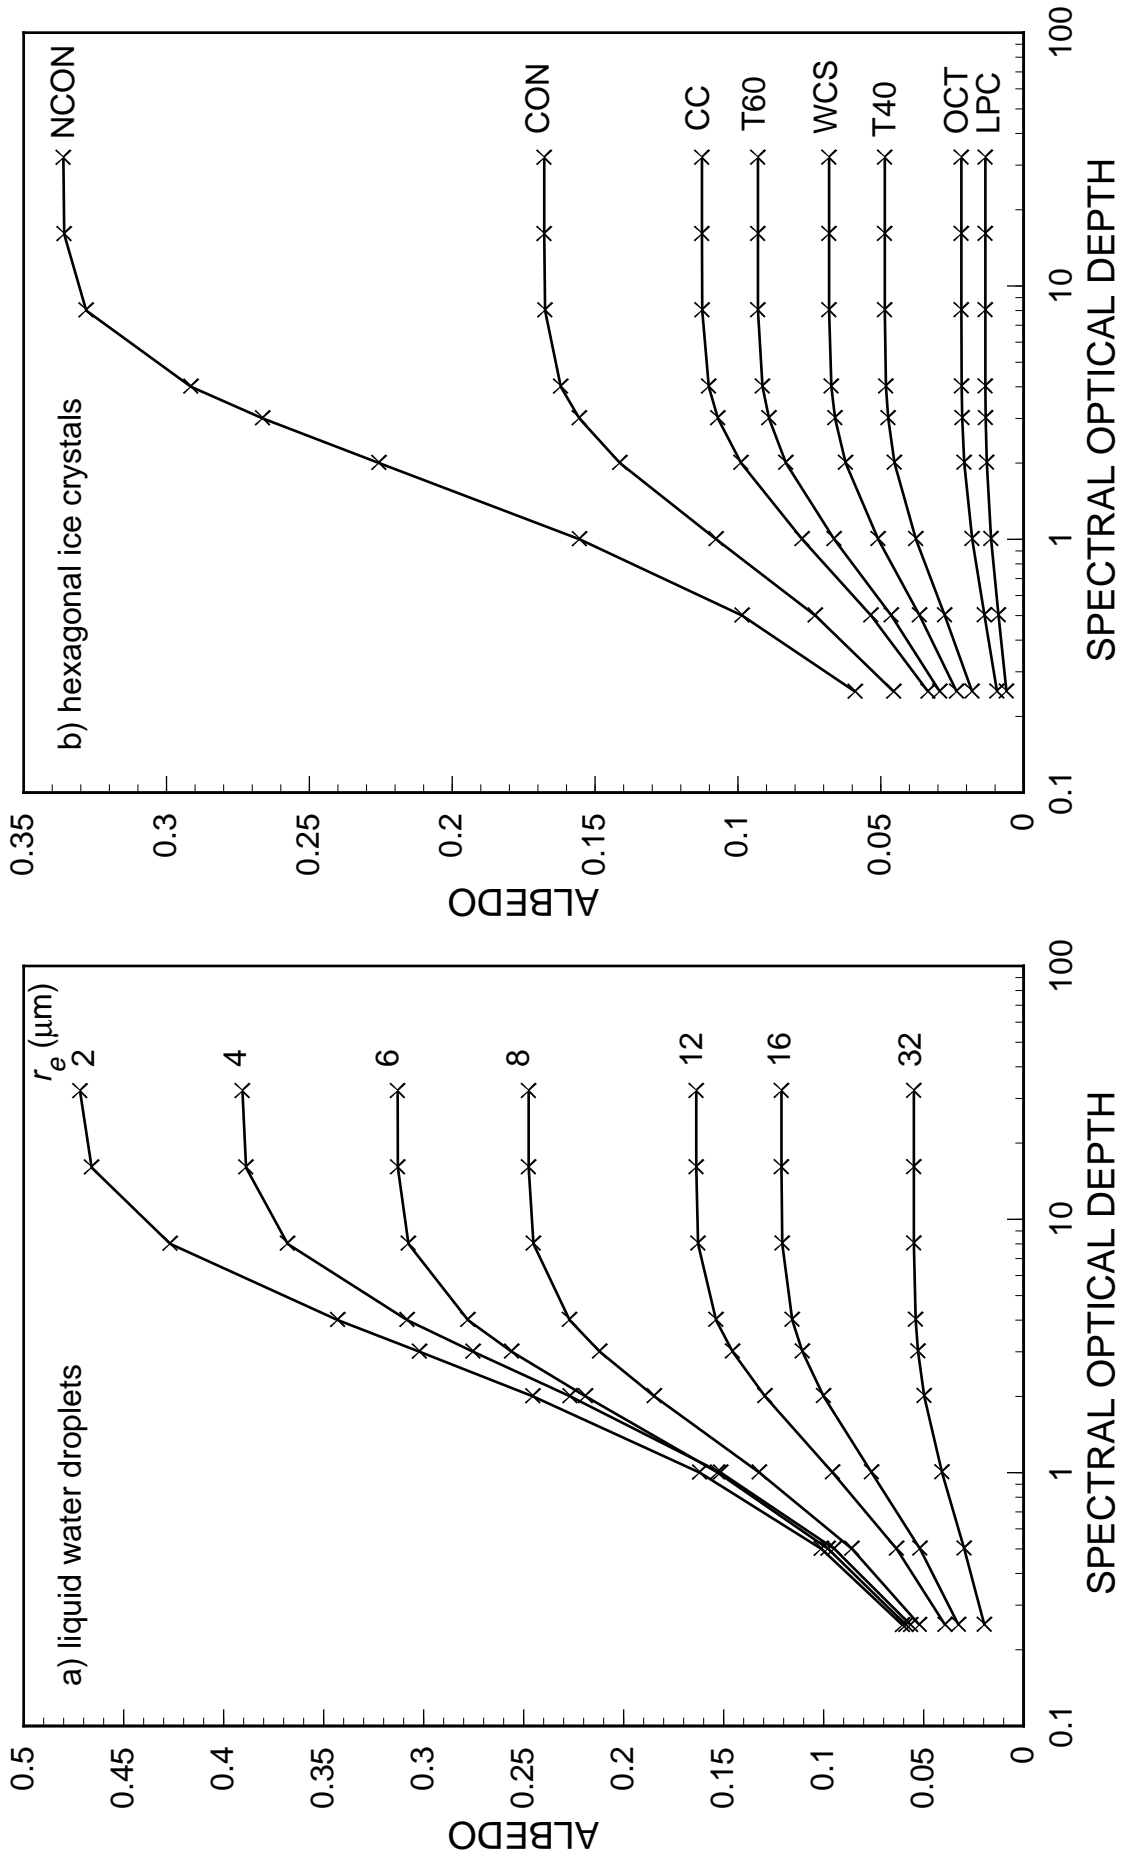 a) liquid water droplets
r_e (μm)
2
4
6
8
12
16
32
0.5
0.45
0.4
0.35
0.3
0.25
0.2
0.15
0.1
0.05
0
ALBEDO
0.1
1
10
100
SPECTRAL OPTICAL DEPTH
b) hexagonal ice crystals
NCON
CON
CC
T60
WCS
T40
OCT
LPC
0.35
0.3
0.25
0.2
0.15
0.1
0.05
0
ALBEDO
0.1
1
10
100
SPECTRAL OPTICAL DEPTH